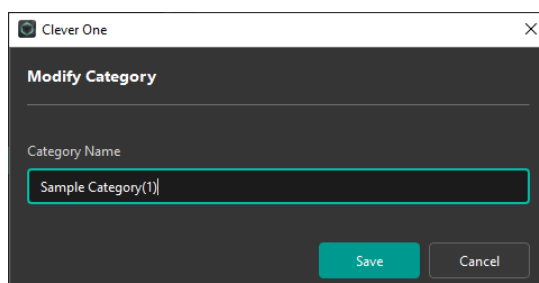 Clever One
Modify Category
Category Name
Sample Category(1)
Save
Cancel